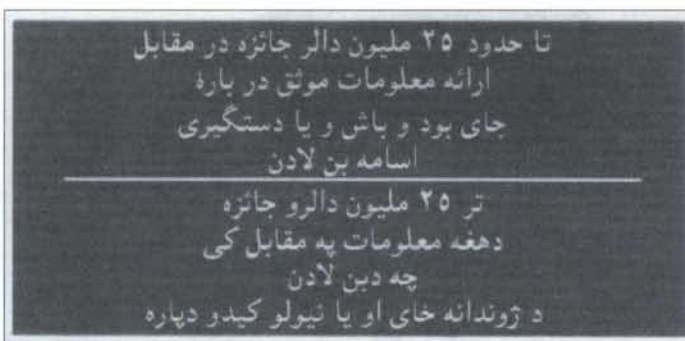 تا حدود ۲۵ ملیون دالر جائزه در مقابل
ارائه معلومات موثق در بارۀ
جای بود و باش و یا دستگیری
اسامه بن لادن
تر ۲۵ ملیون دالرو جائزه
دهغه معلومات په مقابل کی
چه دبن لادن
د ژوندانه خای او یا نیولو کیدو دپاره